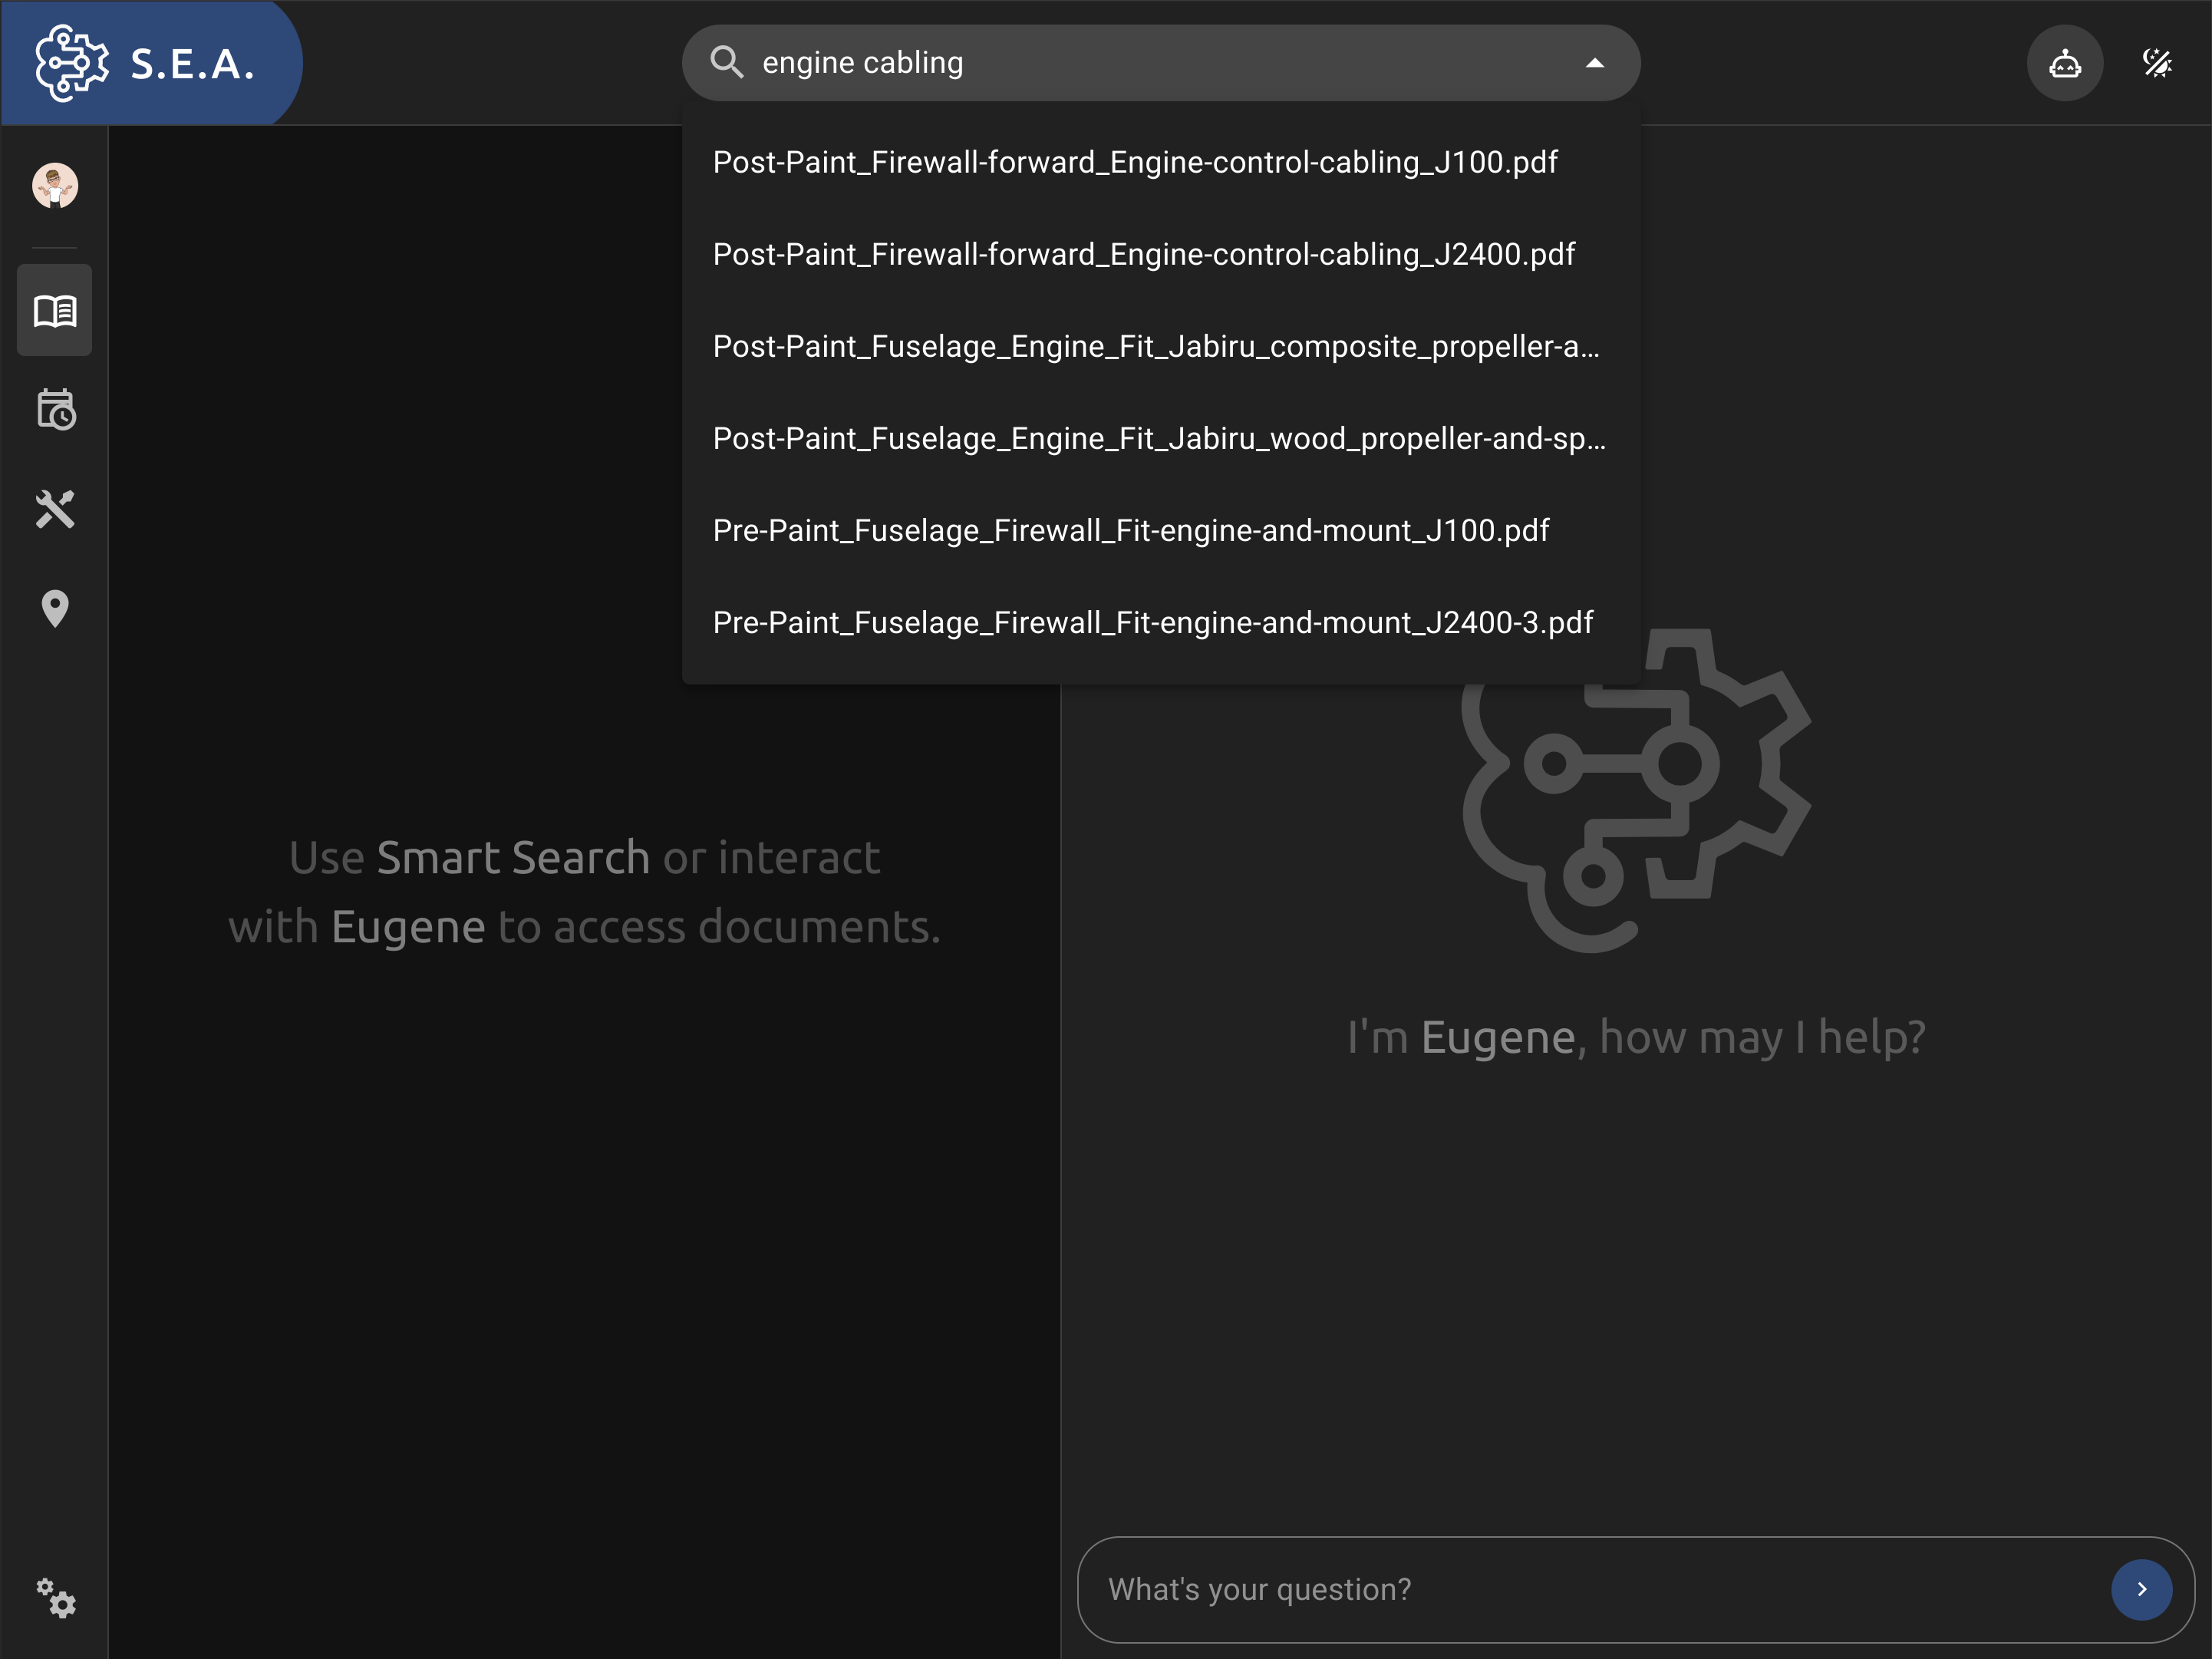 S.E.A.
engine cabling
Post-Paint_Firewall-forward_Engine-control-cabling_J100.pdf
Post-Paint_Firewall-forward_Engine-control-cabling_J2400.pdf
Post-Paint_Fuselage_Engine_Fit_Jabiru_composite_propeller-a...
Post-Paint_Fuselage_Engine_Fit_Jabiru_wood_propeller-and-sp...
Pre-Paint_Fuselage_Firewall_Fit-engine-and-mount_J100.pdf
Pre-Paint_Fuselage_Firewall_Fit-engine-and-mount_J2400-3.pdf
Use Smart Search or interact
with Eugene to access documents.
I'm Eugene, how may I help?
What's your question?